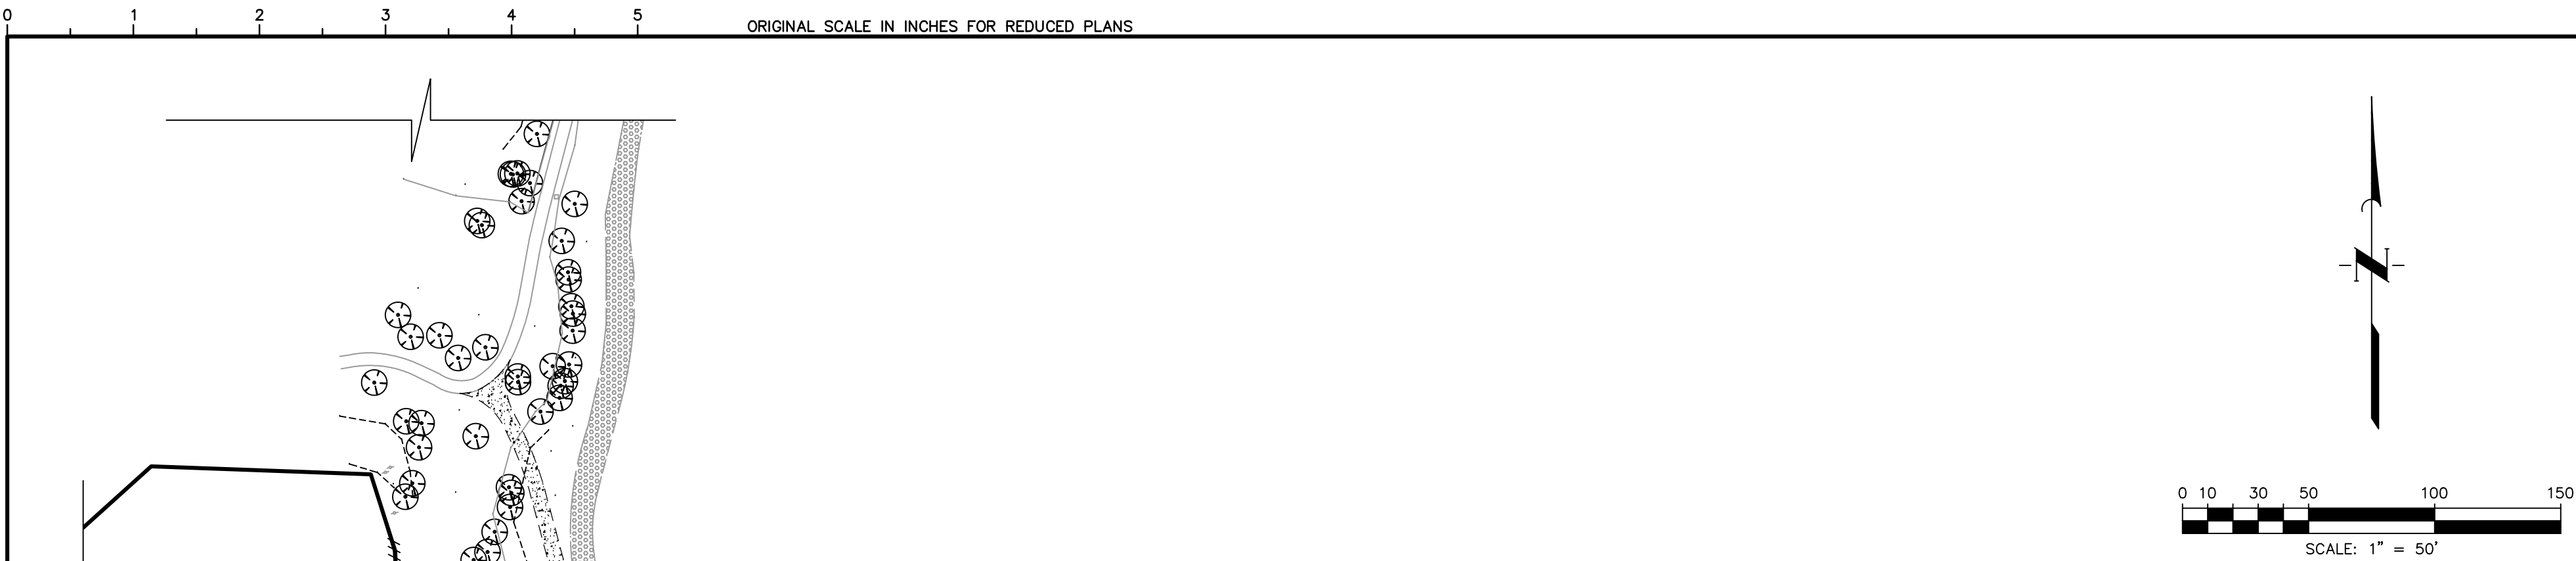 0 1 2 3 4 5
ORIGINAL SCALE IN INCHES FOR REDUCED PLANS
N
0 10 30 50 100 150
SCALE: 1" = 50'